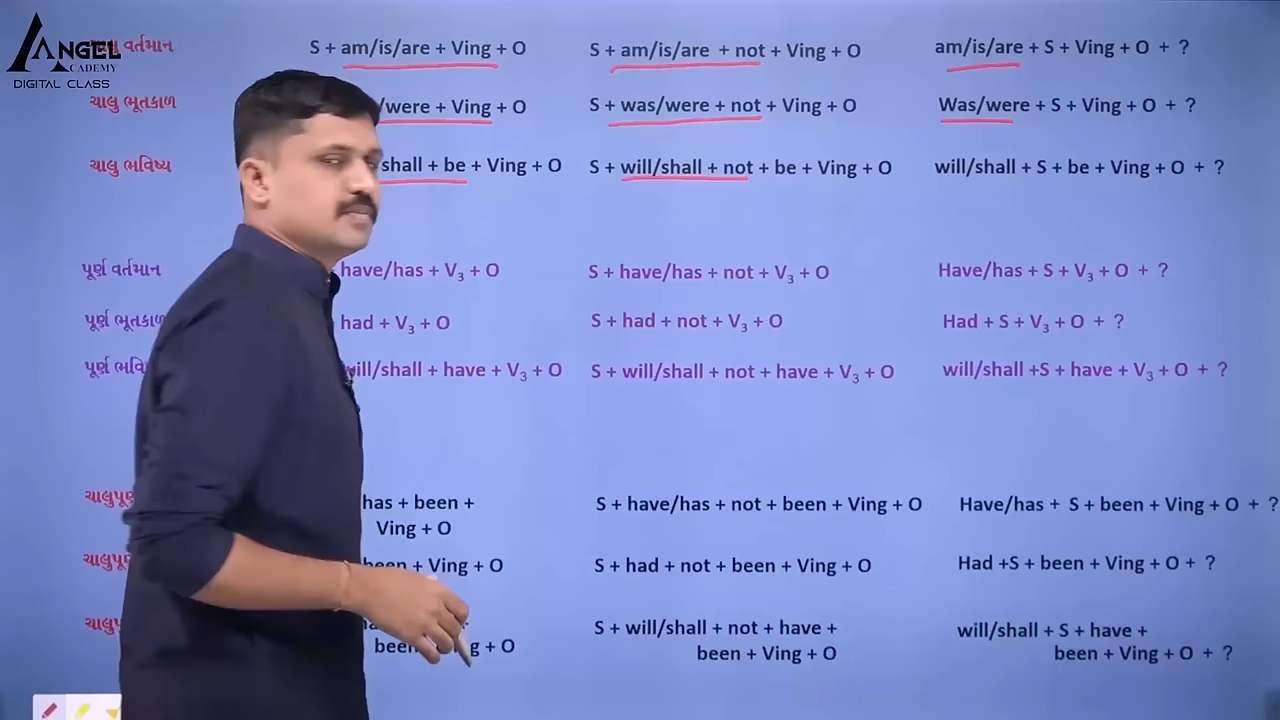 ANGEL
ACADEMY
DIGITAL CLASS
વર્તમાન S + am/is/are + Ving + O S + am/is/are + not + Ving + O am/is/are + S + Ving + O + ?
ચાલુ ભૂતકાળ /were + Ving + O S + was/were + not + Ving + O Was/were + S + Ving + O + ?
ચાલુ ભવિષ્ય shall + be + Ving + O S + will/shall + not + be + Ving + O will/shall + S + be + Ving + O + ?
પૂર્ણ વર્તમાન have/has + V₃ + O S + have/has + not + V₃ + O Have/has + S + V₃ + O + ?
પૂર્ણ ભૂતકાળ had + V₃ + O S + had + not + V₃ + O Had + S + V₃ + O + ?
પૂર્ણ will/shall + have + V₃ + O S + will/shall + not + have + V₃ + O will/shall +S + have + V₃ + O + ?
ચાલુપૂર્ણ has + been + S + have/has + not + been + Ving + O Have/has + S + been + Ving + O + ?
Ving + O
been + Ving + O S + had + not + been + Ving + O Had +S + been + Ving + O + ?
S + will/shall + not + have + will/shall + S + have +
been g + O been + Ving + O been + Ving + O + ?